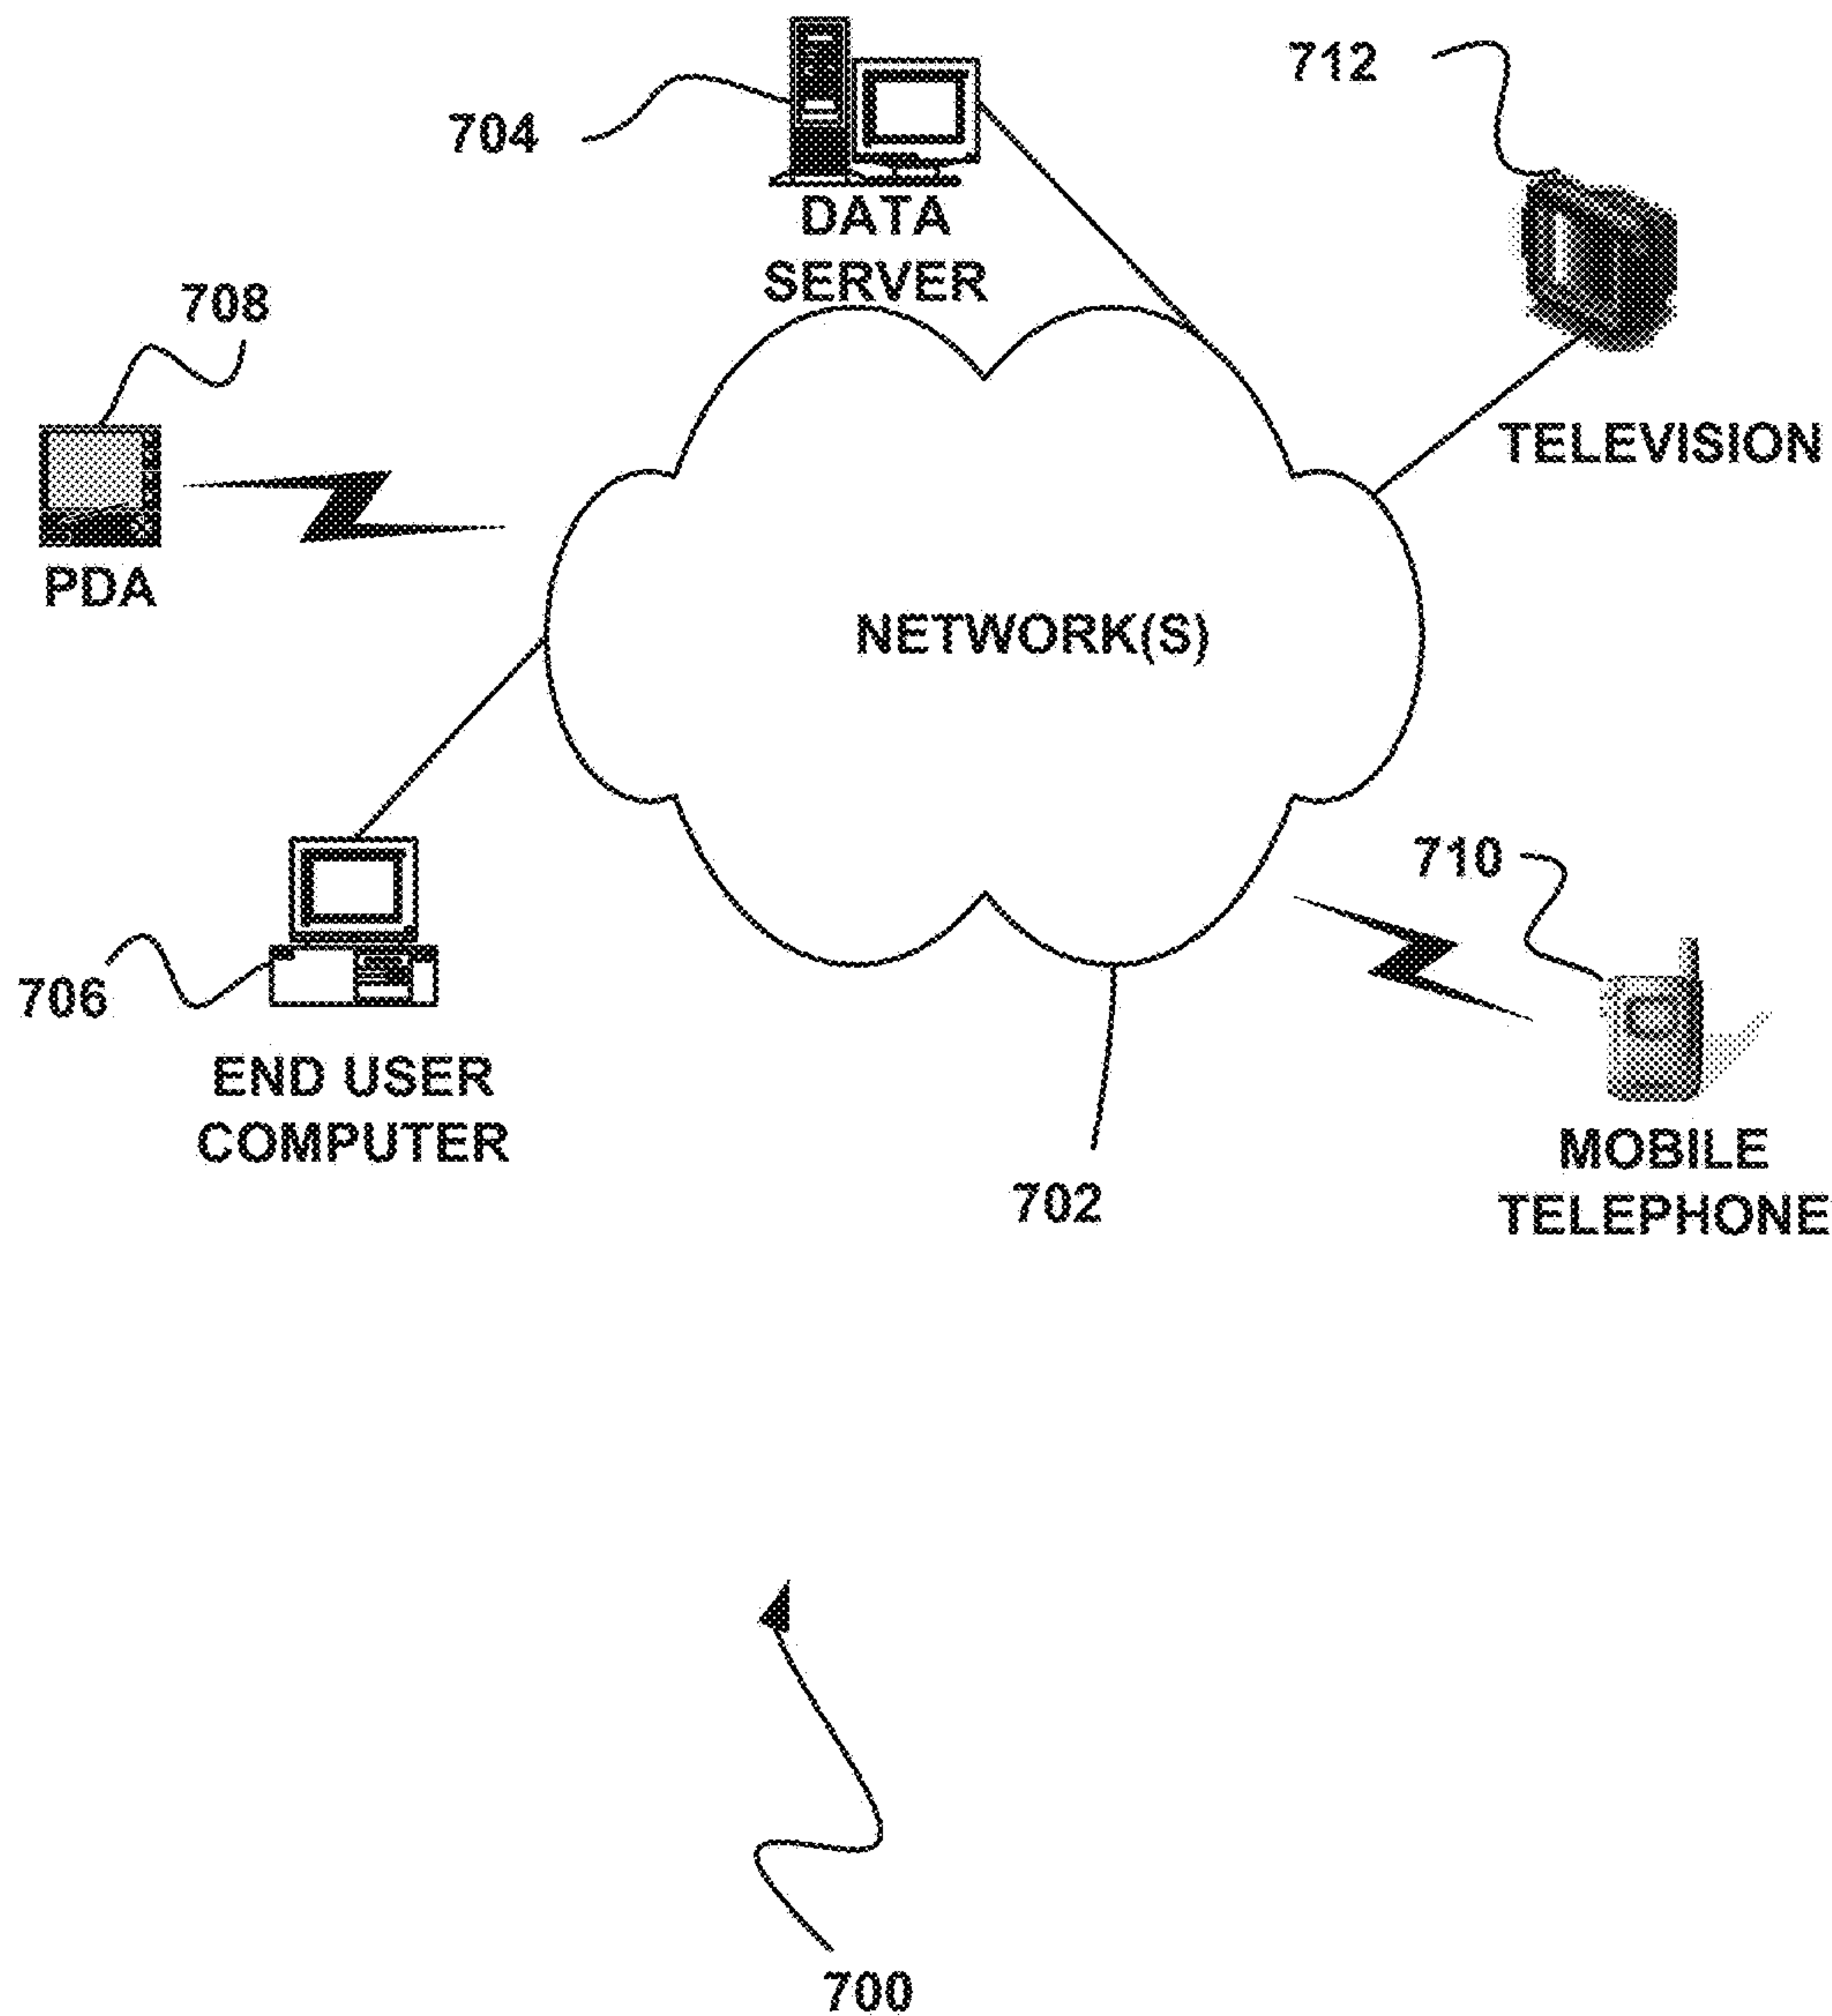 712
704
DATA
SERVER
708
TELEVISION
PDA
NETWORK(S)
710
706
END USER
COMPUTER
MOBILE
TELEPHONE
702
700